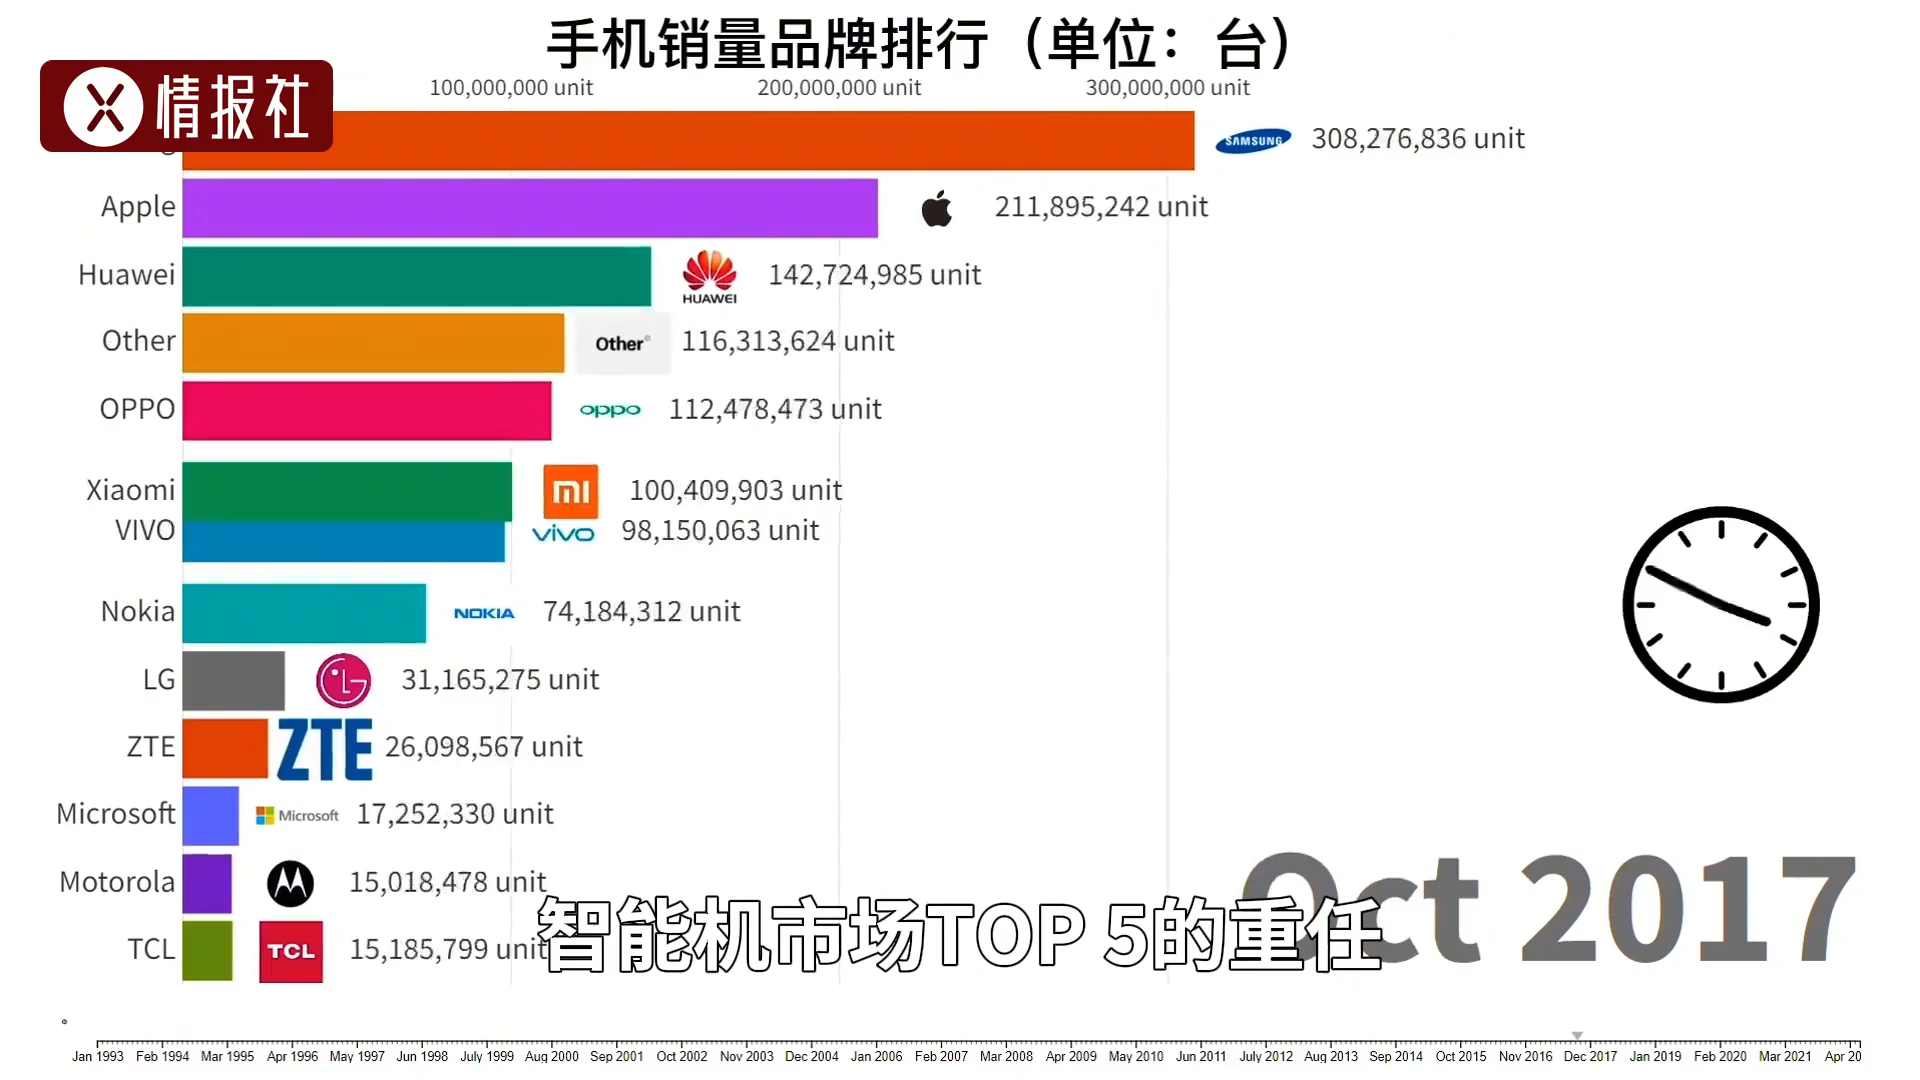 手机销量品牌排行（单位：台）
情报社
100,000,000 unit 200,000,000 unit 300,000,000 unit
g SAMSUNG 308,276,836 unit
Apple 211,895,242 unit
Huawei HUAWEI 142,724,985 unit
Other Other 116,313,624 unit
OPPO oppo 112,478,473 unit
Xiaomi mi 100,409,903 unit
VIVO vivo 98,150,063 unit
Nokia NOKIA 74,184,312 unit
LG LG 31,165,275 unit
ZTE ZTE 26,098,567 unit
Microsoft Microsoft 17,252,330 unit
Motorola 15,018,478 unit
TCL TCL 15,185,799 unit
Oct 2017
智能机市场TOP 5的重任
Jan 1993 Feb 1994 Mar 1995 Apr 1996 May 1997 Jun 1998 July 1999 Aug 2000 Sep 2001 Oct 2002 Nov 2003 Dec 2004 Jan 2006 Feb 2007 Mar 2008 Apr 2009 May 2010 Jun 2011 July 2012 Aug 2013 Sep 2014 Oct 2015 Nov 2016 Dec 2017 Jan 2019 Feb 2020 Mar 2021 Apr 20